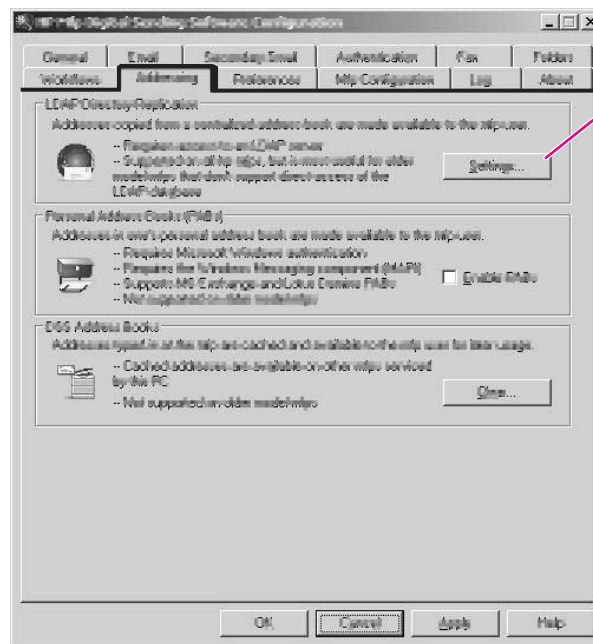 HP Mfp Digital Sending Software Configuration
General Email Secondary Email Authentication Fax Folders
Workflows Addressing Preferences Mfp Configuration Log About
LDAP Directory Replication
Addresses copied from a centralized address book are made available to the mfp user.
-- Requires access to an LDAP server
-- Supported on all hp mfps, but is most useful for older
model mfps that don't support direct access of the
LDAP database
Settings...
Personal Address Books (PABs)
Addresses in one's personal address book are made available to the mfp user.
-- Requires Microsoft Windows authentication
-- Requires the Windows Messaging component (MAPI)
-- Supports MS Exchange and Lotus Domino PABs
-- Not supported on older model mfps
Enable PABs
DSS Address Books
Addresses typed in at the mfp are cached and available to the mfp user for later usage.
-- Cached addresses are available on other mfps serviced
by this PC
-- Not supported on older model mfps
Clear...
OK Cancel Apply Help